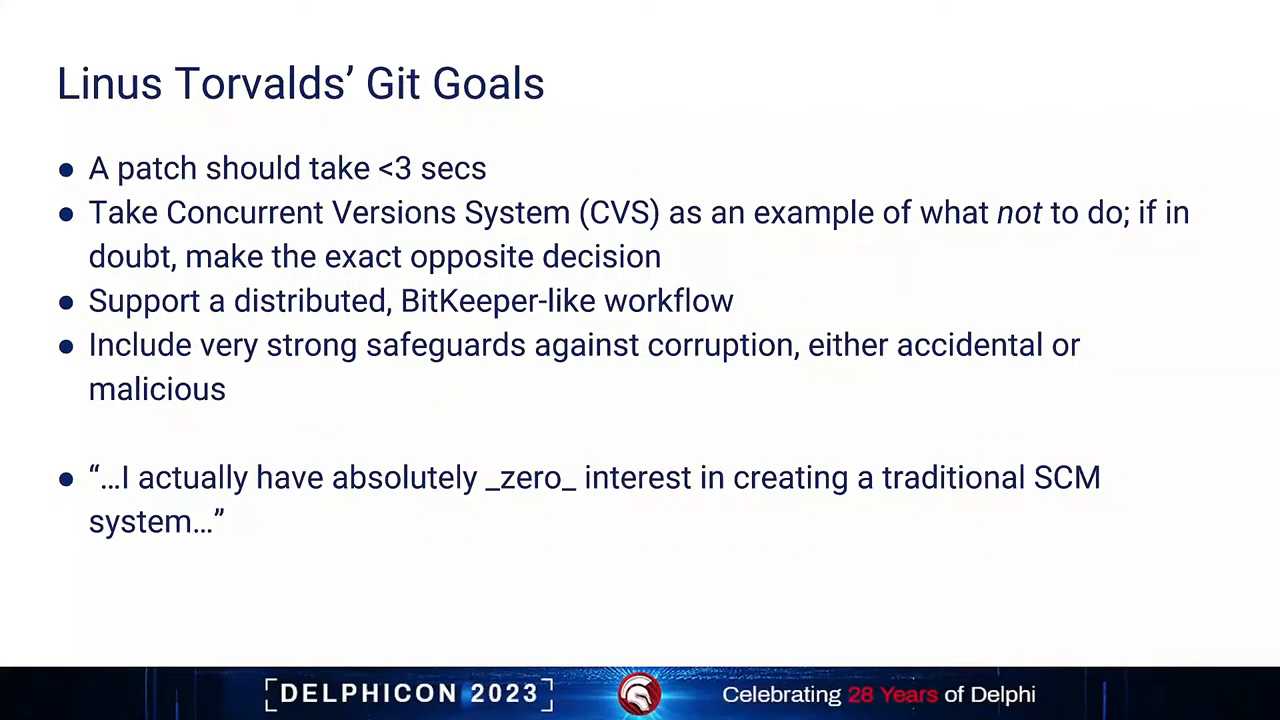 Linus Torvalds’ Git Goals
● A patch should take <3 secs
● Take Concurrent Versions System (CVS) as an example of what not to do; if in
doubt, make the exact opposite decision
● Support a distributed, BitKeeper-like workflow
● Include very strong safeguards against corruption, either accidental or
malicious
● “…I actually have absolutely _zero_ interest in creating a traditional SCM
system…”
[DELPHICON 2023]
Celebrating 28 Years of Delphi